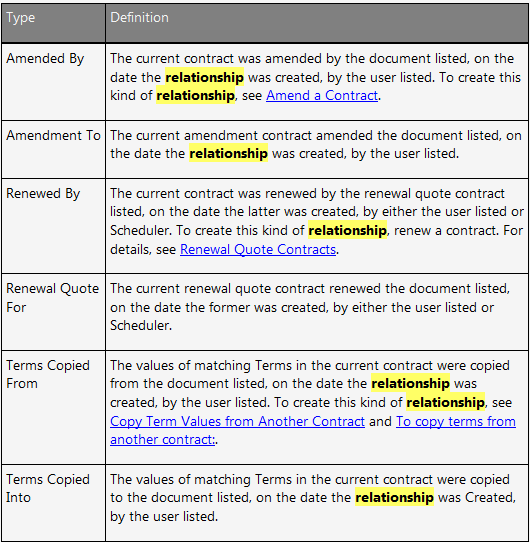 Type Definition
Amended By The current contract was amended by the document listed, on the
date the relationship was created, by the user listed. To create this
kind of relationship, see Amend a Contract.
Amendment To The current amendment contract amended the document listed, on
the date the relationship was created, by the user listed.
Renewed By The current contract was renewed by the renewal quote contract
listed, on the date the latter was created, by either the user listed or
Scheduler. To create this kind of relationship, renew a contract. For
details, see Renewal Quote Contracts.
Renewal Quote The current renewal quote contract renewed the document listed,
For on the date the former was created, by either the user listed or
Scheduler.
Terms Copied The values of matching Terms in the current contract were copied
From from the document listed, on the date the relationship was
created, by the user listed. To create this kind of relationship, see
Copy Term Values from Another Contract and To copy terms from
another contract:.
Terms Copied The values of matching Terms in the current contract were copied
Into to the document listed, on the date the relationship was Created,
by the user listed.